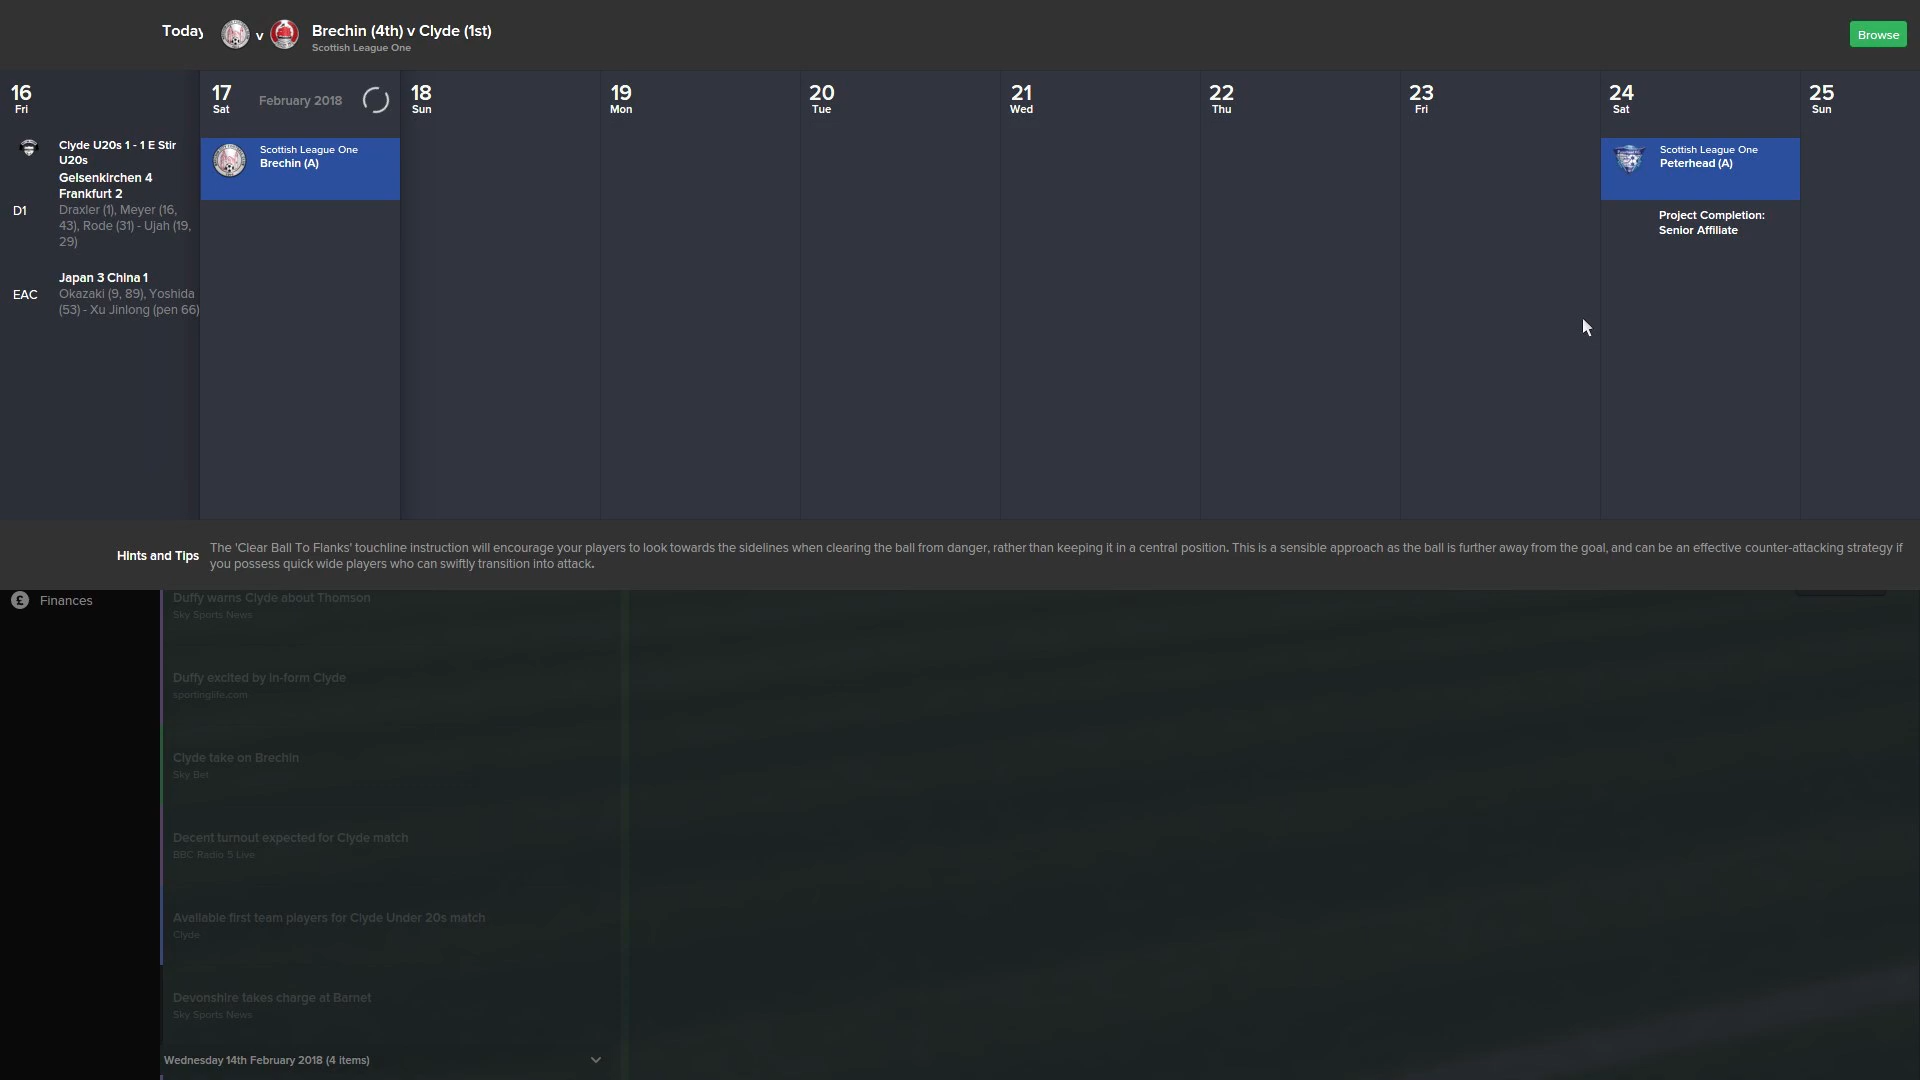 Today
v
Brechin (4th) v Clyde (1st)
Scottish League One
Browse
16
Fri
17
Sat
February 2018
18
Sun
19
Mon
20
Tue
21
Wed
22
Thu
23
Fri
24
Sat
25
Sun
Clyde U20s 1 - 1 E Stir
U20s
D1
Gelsenkirchen 4
Frankfurt 2
Draxler (1), Meyer (16,
43), Rode (31) - Ujah (19,
29)
EAC
Japan 3 China 1
Okazaki (9, 89), Yoshida
(53) - Xu Jinlong (pen 66)
Scottish League One
Brechin (A)
Scottish League One
Peterhead (A)
Project Completion:
Senior Affiliate
Hints and Tips
The 'Clear Ball To Flanks' touchline instruction will encourage your players to look towards the sidelines when clearing the ball from danger, rather than keeping it in a central position. This is a sensible approach as the ball is further away from the goal, and can be an effective counter-attacking strategy if
you possess quick wide players who can swiftly transition into attack.
£ Finances
Duffy warns Clyde about Thomson
Sky Sports News
Duffy excited by in-form Clyde
sportinglife.com
Clyde take on Brechin
Sky Bet
Decent turnout expected for Clyde match
BBC Radio 5 Live
Available first team players for Clyde Under 20s match
Clyde
Devonshire takes charge at Barnet
Sky Sports News
Wednesday 14th February 2018 (4 items)